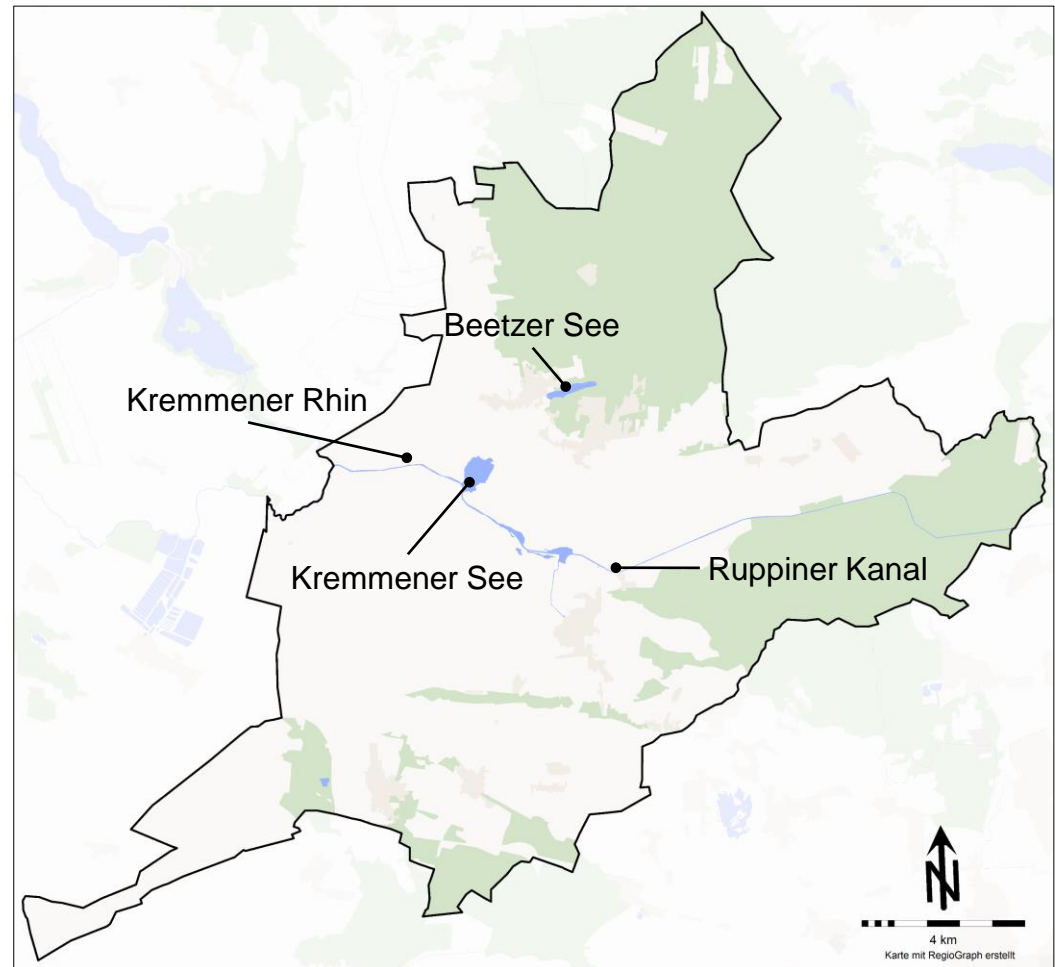 Beetzer See
Kremmener Rhin
Kremmener See
Ruppiner Kanal
N
4 km
Karte mit RegioGraph erstellt